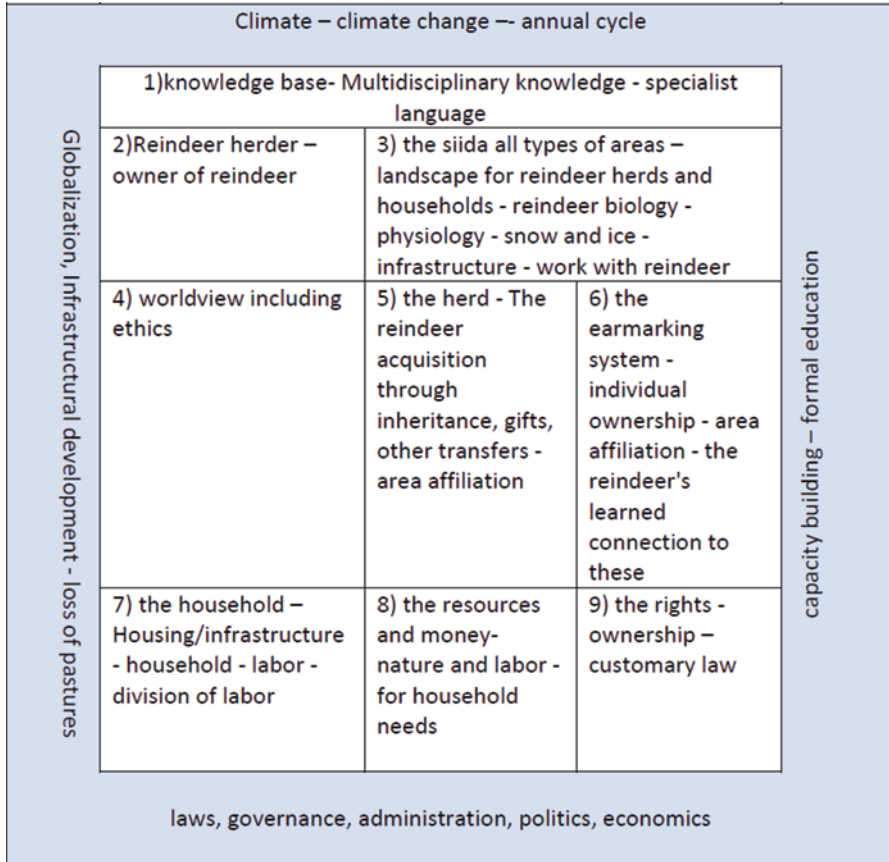 Climate – climate change –- annual cycle
1)knowledge base- Multidisciplinary knowledge - specialist
language
Globalization, Infrastructural development - loss of pastures
2)Reindeer herder –
owner of reindeer
3) the siida all types of areas –
landscape for reindeer herds and
households - reindeer biology -
physiology - snow and ice -
infrastructure - work with reindeer
4) worldview including
ethics
5) the herd - The
reindeer
acquisition
through
inheritance, gifts,
other transfers -
area affiliation
6) the
earmarking
system -
individual
ownership - area
affiliation - the
reindeer's
learned
connection to
these
7) the household –
Housing/infrastructure
- household - labor -
division of labor
8) the resources
and money-
nature and labor -
for household
needs
9) the rights -
ownership –
customary law
capacity building – formal education
laws, governance, administration, politics, economics